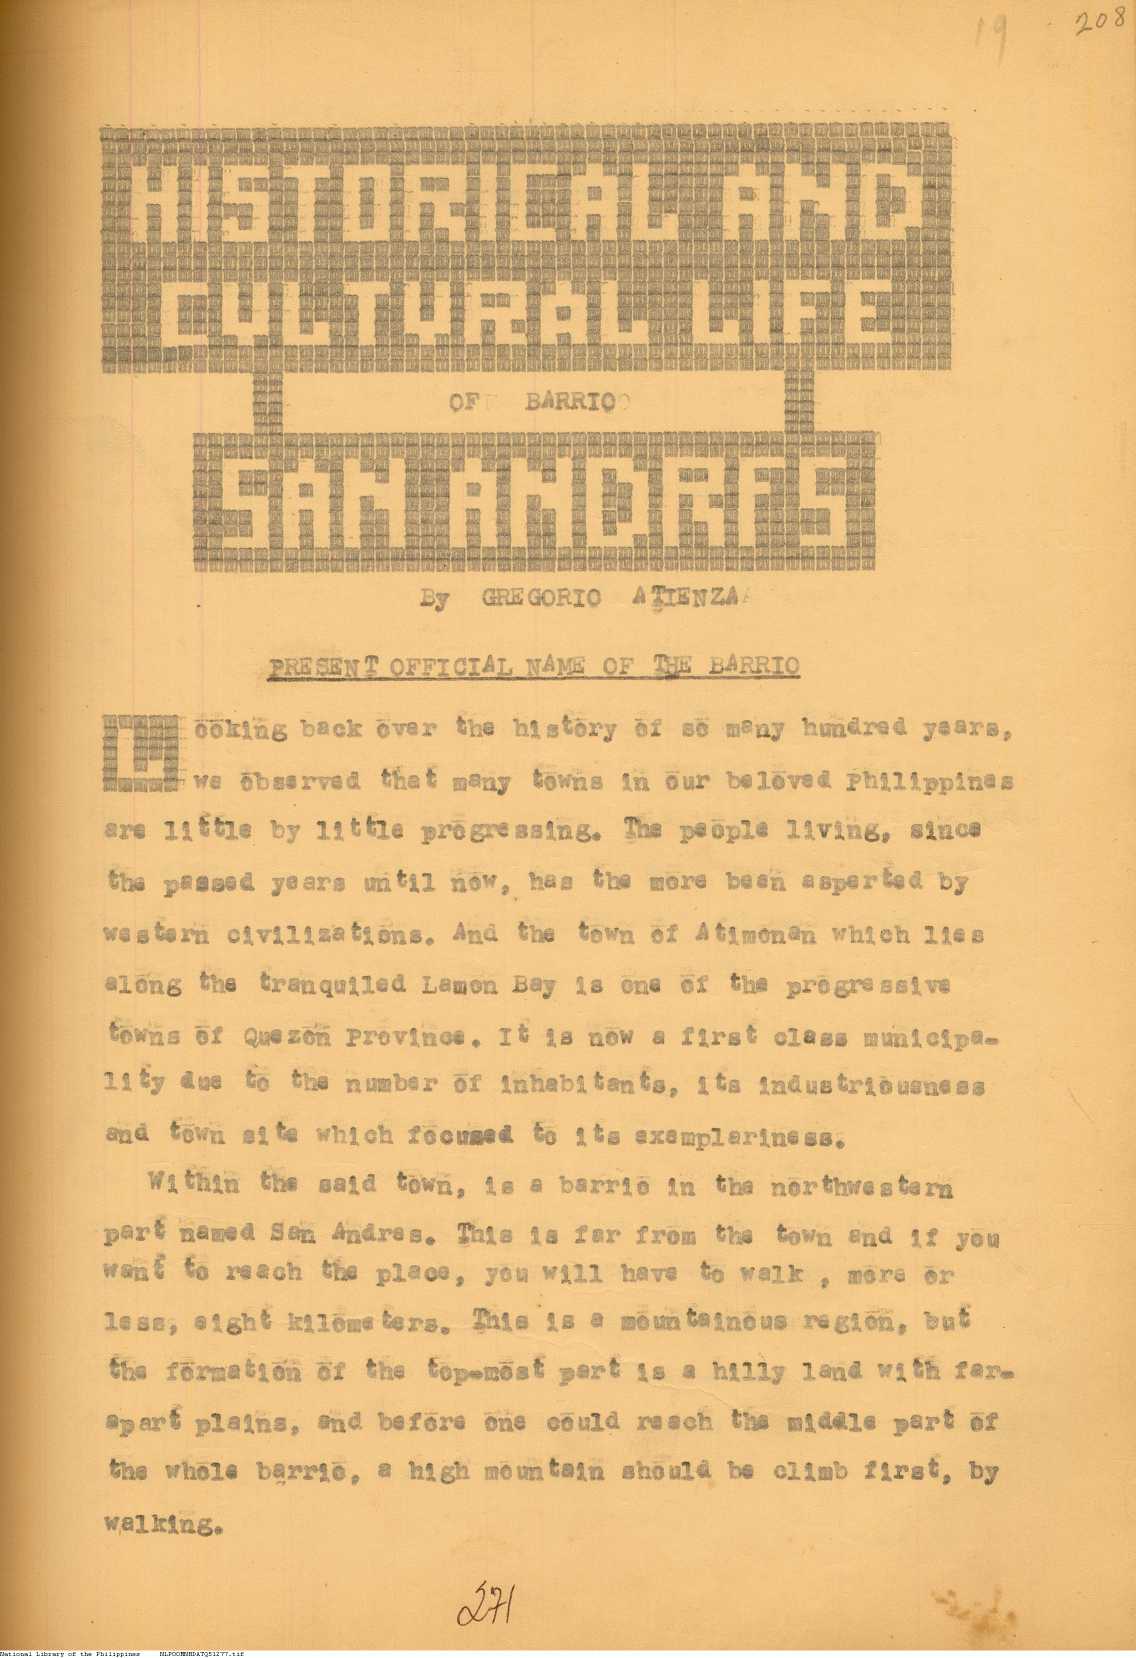 19 208
HISTORICAL AND
CULTURAL LIFE
OF BARRIO
SAN ANDRES
By GREGORIO ATIENZA
PRESENT OFFICIAL NAME OF THE BARRIO
Looking back over the history of so many hundred years,
we observed that many towns in our beloved Philippines
are little by little progressing. The people living, since
the passed years until now, has the more been asperted by
western civilizations. And the town of Atimonan which lies
along the tranquiled Lamon Bay is one of the progressive
towns of Quezon Province. It is now a first class municipa-
lity due to the number of inhabitants, its industriousness
and town site which focused to its exemplariness.
Within the said town, is a barrio in the northwestern
part named San Andres. This is far from the town and if you
want to reach the place, you will have to walk , more or
less, eight kilometers. This is a mountainous region, but
the formation of the top-most part is a hilly land with far-
apart plains, and before one could reach the middle part of
the whole barrio, a high mountain should be climb first, by
walking.
271
National Library of the Philippines NLPOOMNHDATQ51277.tif